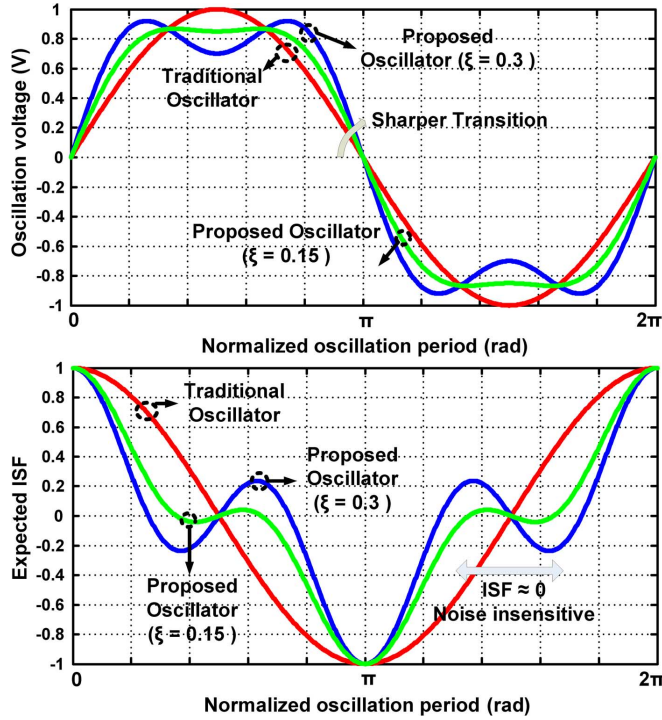 1
0.8
0.6
0.4
0.2
0
-0.2
-0.4
-0.6
-0.8
-1
Oscillation voltage (V)
Proposed
Oscillator (ξ = 0.3 )
Traditional
Oscillator
Sharper Transition
Proposed Oscillator
(ξ = 0.15 )
0
π
2π
Normalized oscillation period (rad)
1
0.8
0.6
0.4
0.2
0
-0.2
-0.4
-0.6
-0.8
-1
Expected ISF
Traditional
Oscillator
Proposed
Oscillator
(ξ = 0.3 )
Proposed
Oscillator
(ξ = 0.15 )
ISF ≈ 0
Noise insensitive
0
π
2π
Normalized oscillation period (rad)